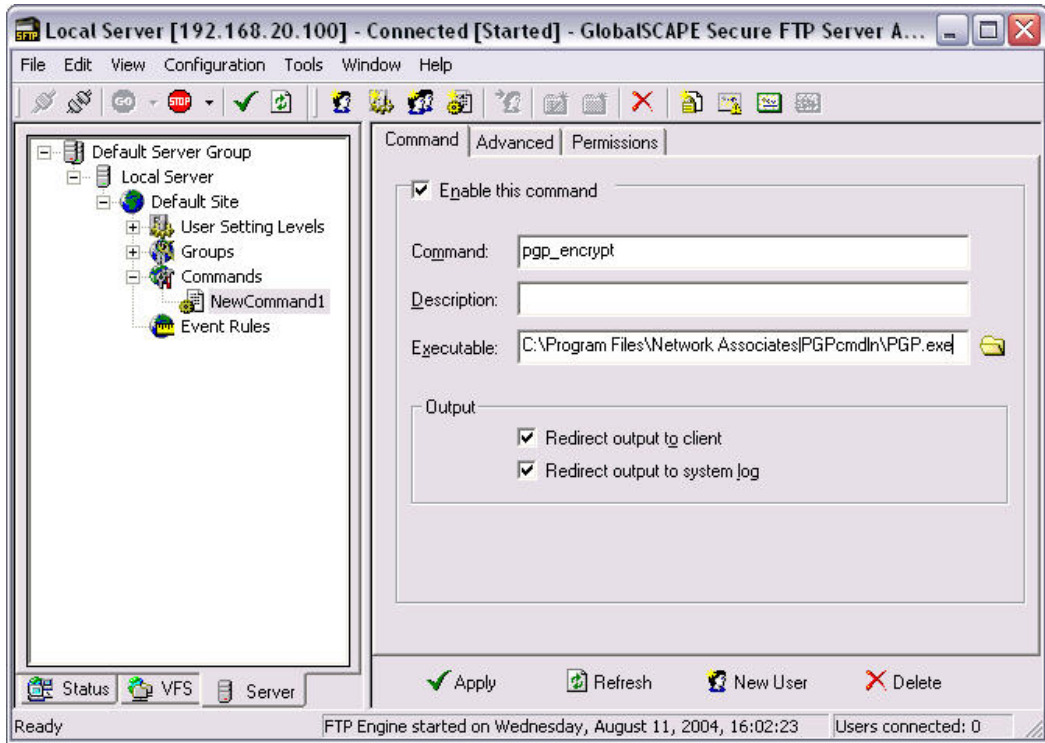 Local Server [192.168.20.100] - Connected [Started] - GlobalSCAPE Secure FTP Server A...
File Edit View Configuration Tools Window Help
GO STOP
Default Server Group
Local Server
Default Site
User Setting Levels
Groups
Commands
NewCommand1
Event Rules
Command Advanced Permissions
Enable this command
Command: pgp_encrypt
Description:
Executable: C:\Program Files\Network Associates|PGPcmdln\PGP.exe
Output
Redirect output to client
Redirect output to system log
Status VFS Server
Apply Refresh New User Delete
Ready FTP Engine started on Wednesday, August 11, 2004, 16:02:23 Users connected: 0